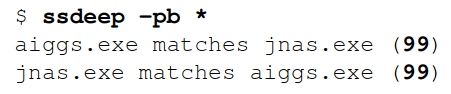 $ ssdeep –pb *
aiggs.exe matches jnas.exe (99)
jnas.exe matches aiggs.exe (99)